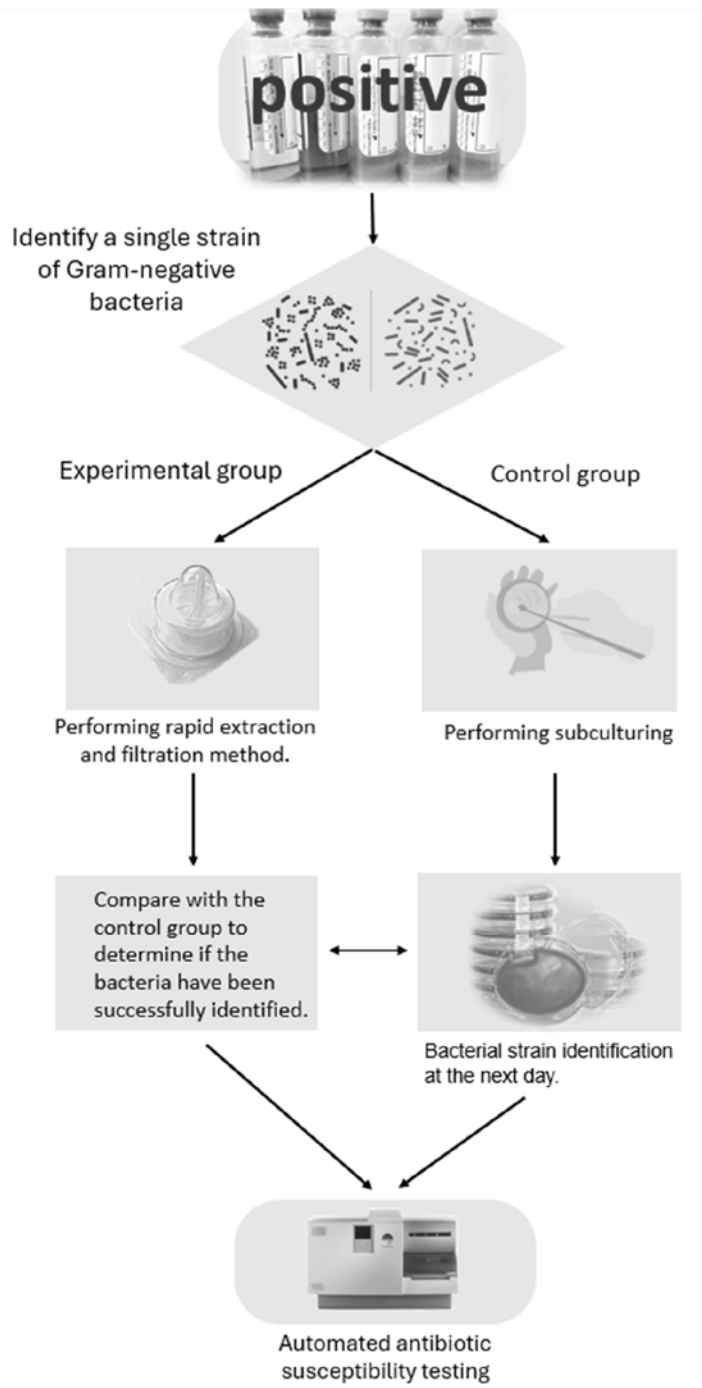 positive
Identify a single strain
of Gram-negative
bacteria
Experimental group
Control group
Performing rapid extraction
and filtration method.
Performing subculturing
Compare with the
control group to
determine if the
bacteria have been
successfully identified.
Bacterial strain identification
at the next day.
Automated antibiotic
susceptibility testing